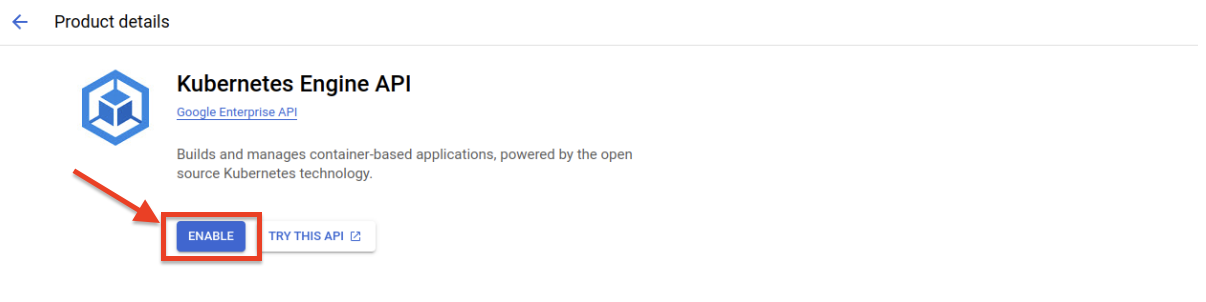 Product details
Kubernetes Engine API
Google Enterprise API
Builds and manages container-based applications, powered by the open
source Kubernetes technology.
ENABLE
TRY THIS API